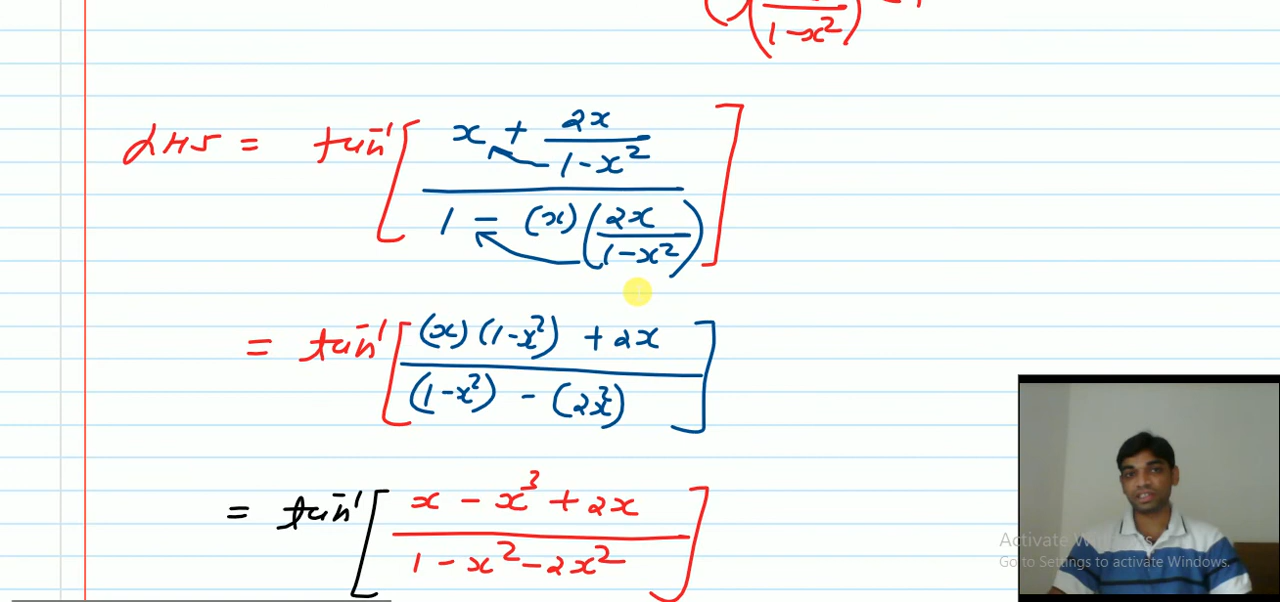 ( ) ( / 1-x² )
LHS = tan⁻¹ [ x + 2x/(1-x²) / 1 - (x)(2x/(1-x²)) ]
= tan⁻¹ [ (x)(1-x²) + 2x / (1-x²) - (2x²) ]
= tan⁻¹ [ x - x³ + 2x / 1 - x² - 2x² ]
Activate Windows
Go to Settings to activate Windows.